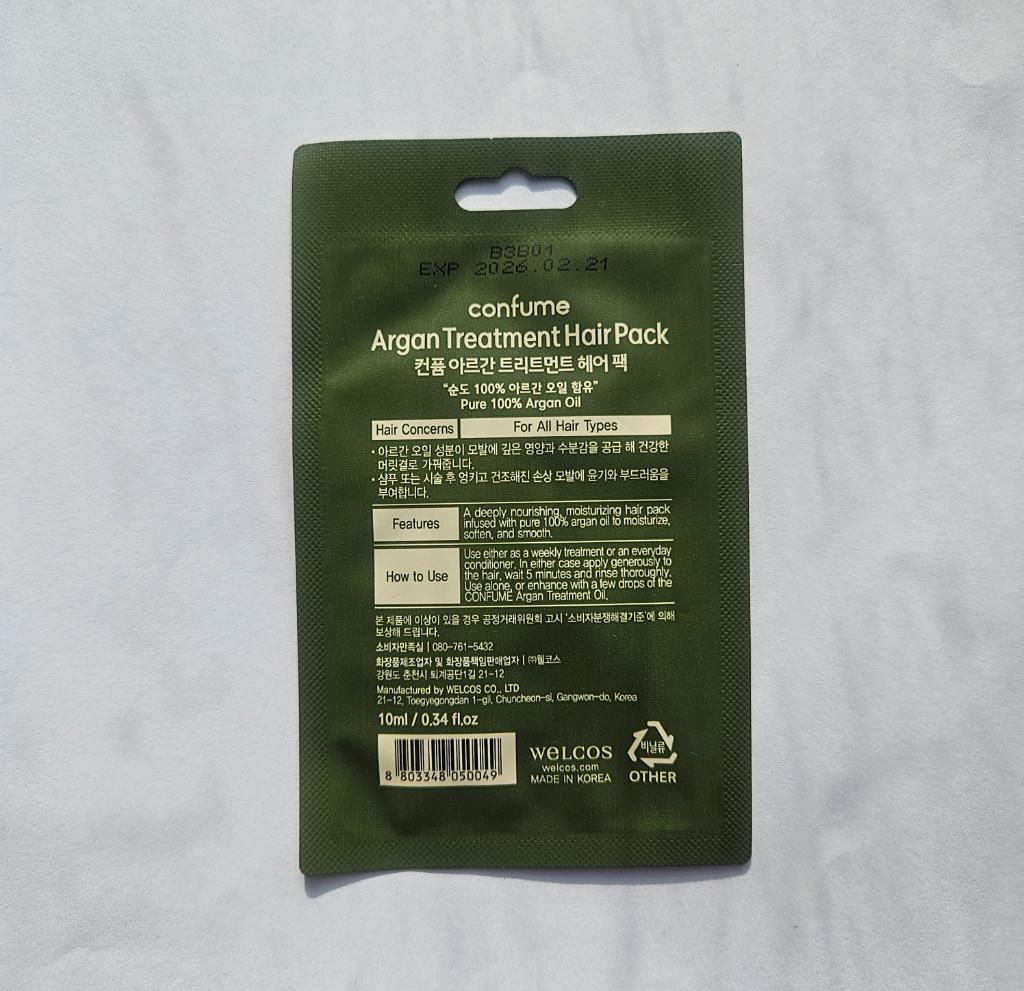 B3B01
EXP 2026.02.21
confume
Argan Treatment Hair Pack
컨퓸 아르간 트리트먼트 헤어 팩
“순도 100% 아르간 오일 함유”
Pure 100% Argan Oil
Hair Concerns For All Hair Types
• 아르간 오일 성분이 모발에 깊은 영양과 수분감을 공급 해 건강한
머릿결로 가꿔줍니다.
• 샴푸 또는 시술 후 엉키고 건조해진 손상 모발에 윤기와 부드러움을
부여합니다.
Features
A deeply nourishing, moisturizing hair pack
infused with pure 100% argan oil to moisturize,
soften, and smooth.
How to Use
Use either as a weekly treatment or an everyday
conditioner. In either case apply generously to
the hair, wait 5 minutes and rinse thoroughly.
Use alone, or enhance with a few drops of the
CONFUME Argan Treatment Oil.
본 제품에 이상이 있을 경우 공정거래위원회 고시 '소비자분쟁해결기준'에 의해
보상해 드립니다.
소비자만족실 | 080-761-5432
화장품제조업자 및 화장품책임판매업자 | ㈜웰코스
강원도 춘천시 퇴계공단1길 21-12
Manufactured by WELCOS CO., LTD
21-12, Toegyegongdan 1-gil, Chuncheon-si, Gangwon-do, Korea
10ml / 0.34 fl.oz
8 803348 050049
WELCOS
welcos.com
MADE IN KOREA
비닐류
OTHER